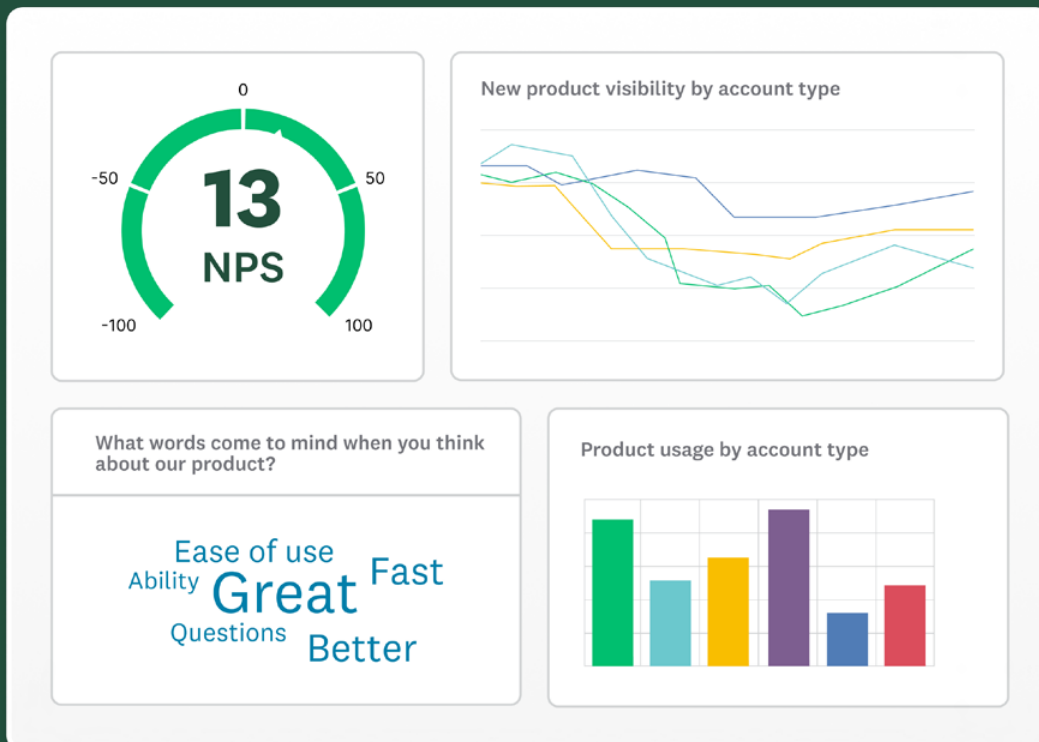 0
-50
50
13
NPS
-100
100
New product visibility by account type
What words come to mind when you think
about our product?
Ease of use
Ability
Great
Fast
Questions
Better
Product usage by account type